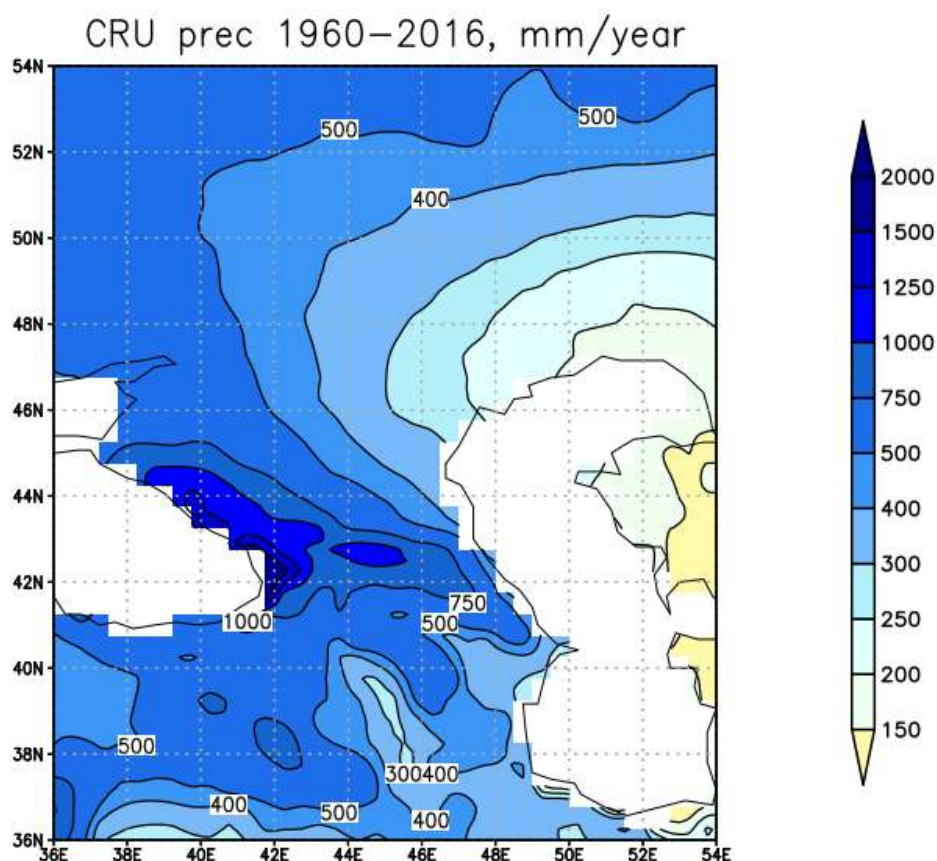 CRU prec 1960−2016, mm/year
54N
52N
50N
48N
46N
44N
42N
40N
38N
36N
36E 38E 40E 42E 44E 46E 48E 50E 52E 54E
500
500
400
1000
750
500
500
300400
400
500
400
2000
1500
1250
1000
750
500
400
300
250
200
150